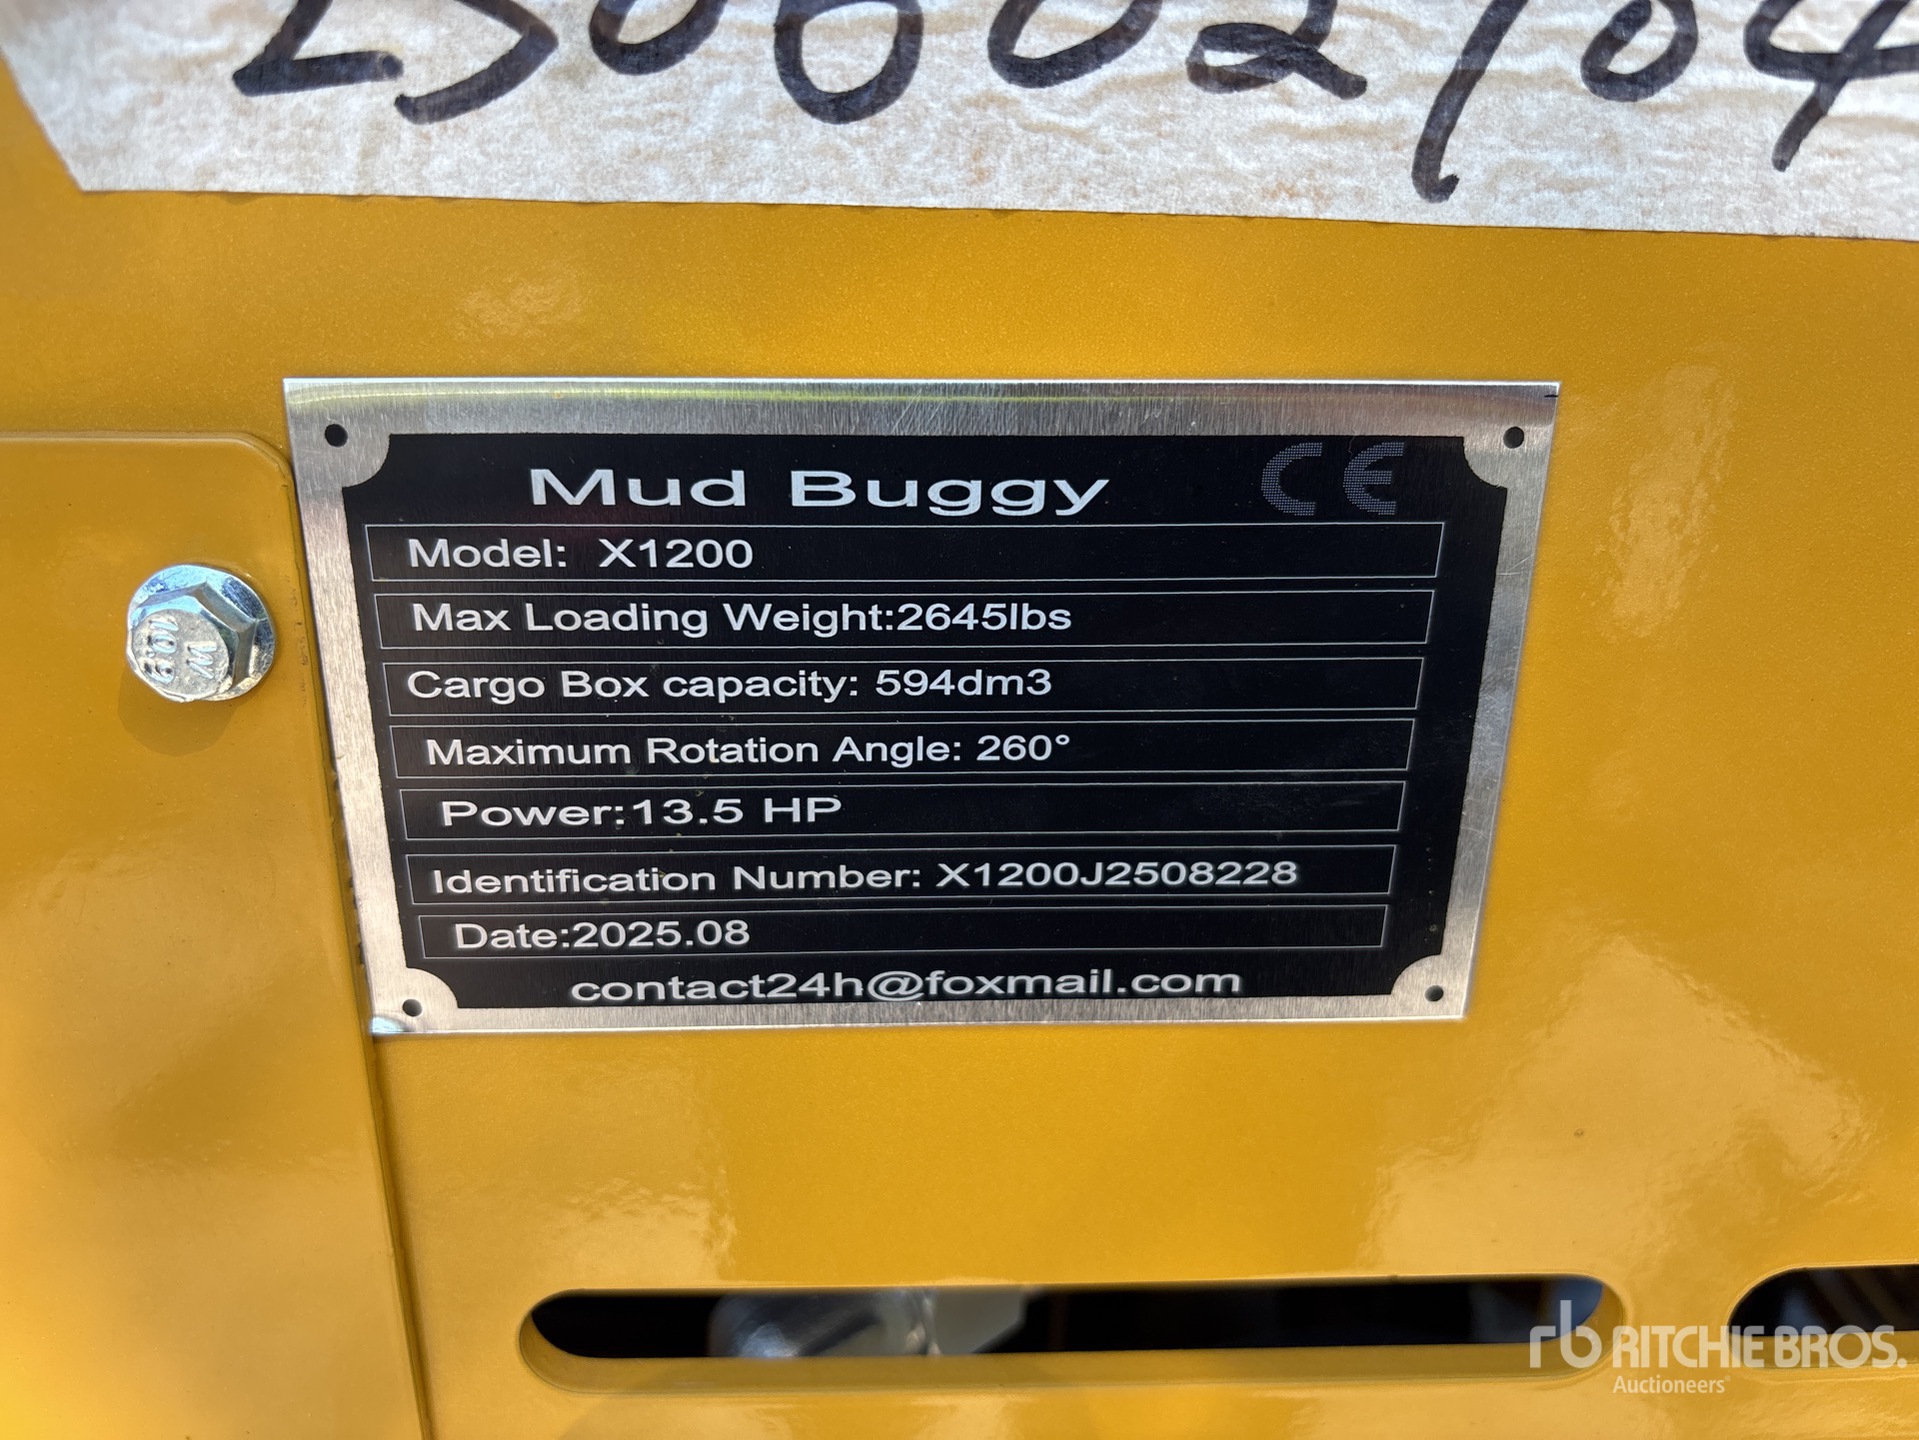 Mud Buggy CE
Model: X1200
Max Loading Weight:2645lbs
Cargo Box capacity: 594dm3
Maximum Rotation Angle: 260°
Power:13.5 HP
Identification Number: X1200J2508228
Date:2025.08
contact24h@foxmail.com
W
10.9
rb RITCHIE BROS.
Auctioneers